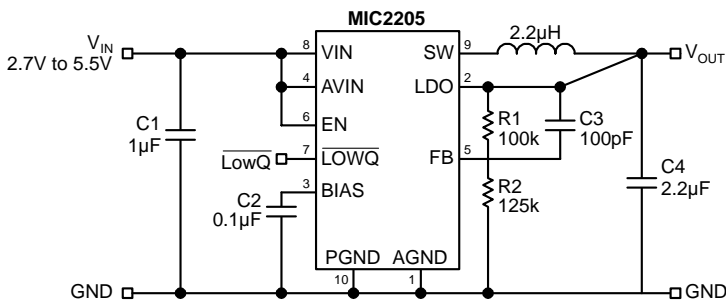 MIC2205
V_IN
2.7V to 5.5V
8 VIN
SW 9
2.2µH
V_OUT
4 AVIN
LDO 2
6 EN
C1
1µF
R1
100k
C3
100pF
LowQ
7 LOWQ
FB 5
3 BIAS
C2
0.1µF
R2
125k
C4
2.2µF
PGND AGND
10 1
GND
GND